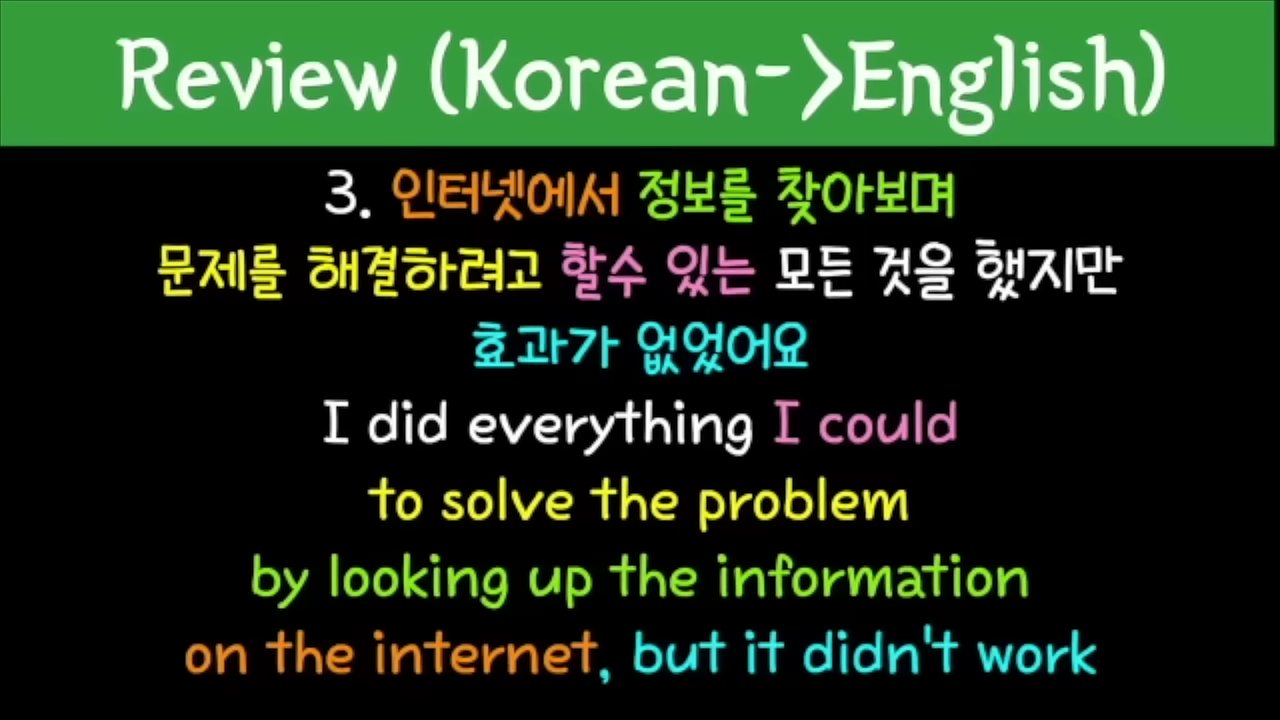 Review (Korean->English)
3. 인터넷에서 정보를 찾아보며
문제를 해결하려고 할수 있는 모든 것을 했지만
효과가 없었어요
I did everything I could
to solve the problem
by looking up the information
on the internet, but it didn't work